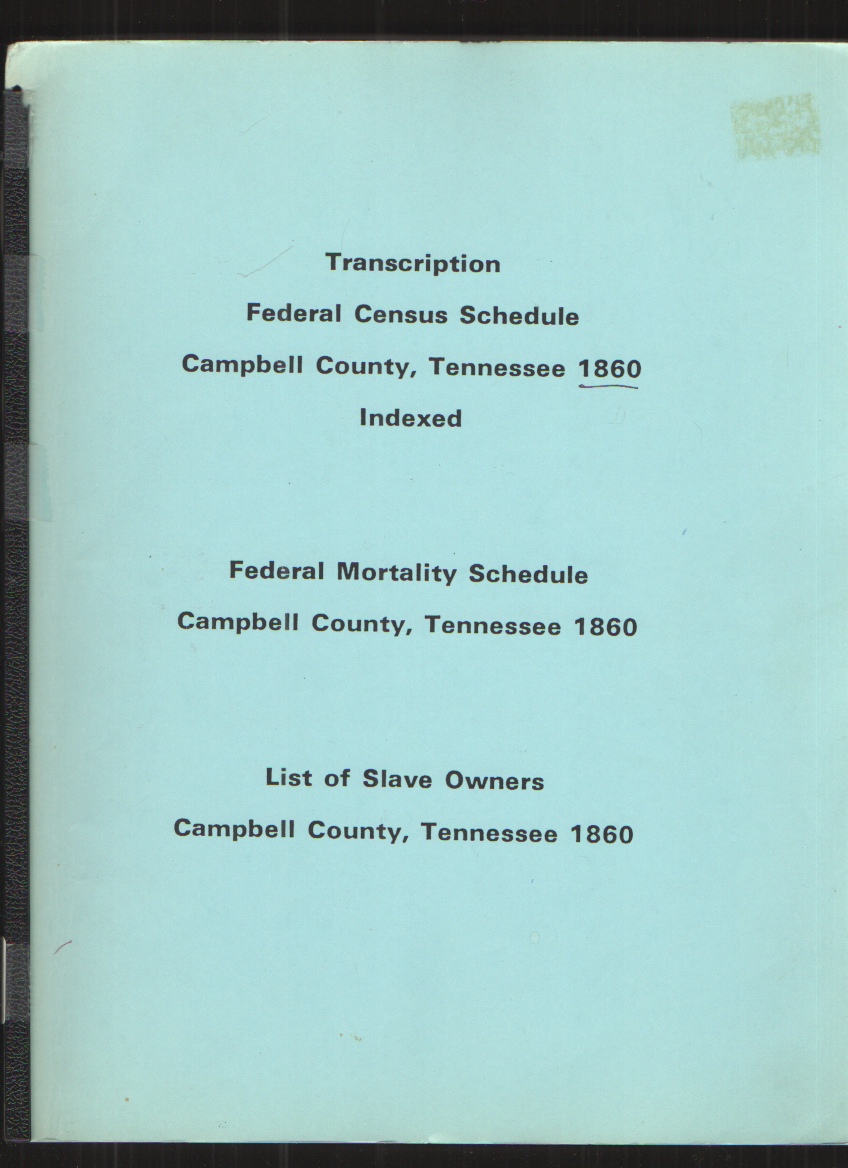 Transcription
Federal Census Schedule
Campbell County, Tennessee 1860
Indexed
Federal Mortality Schedule
Campbell County, Tennessee 1860
List of Slave Owners
Campbell County, Tennessee 1860